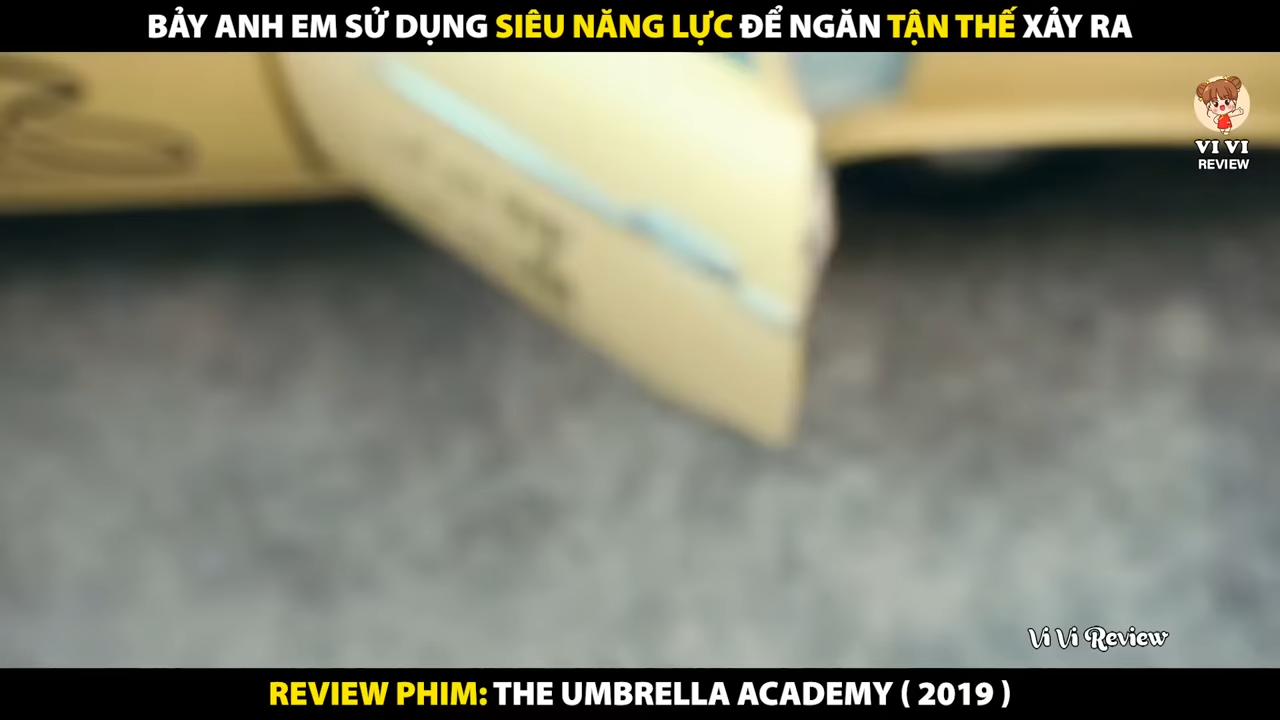 BẢY ANH EM SỬ DỤNG SIÊU NĂNG LỰC ĐỂ NGĂN TẬN THẾ XẢY RA
VI VI
REVIEW
Vi Vi Review
REVIEW PHIM: THE UMBRELLA ACADEMY ( 2019 )